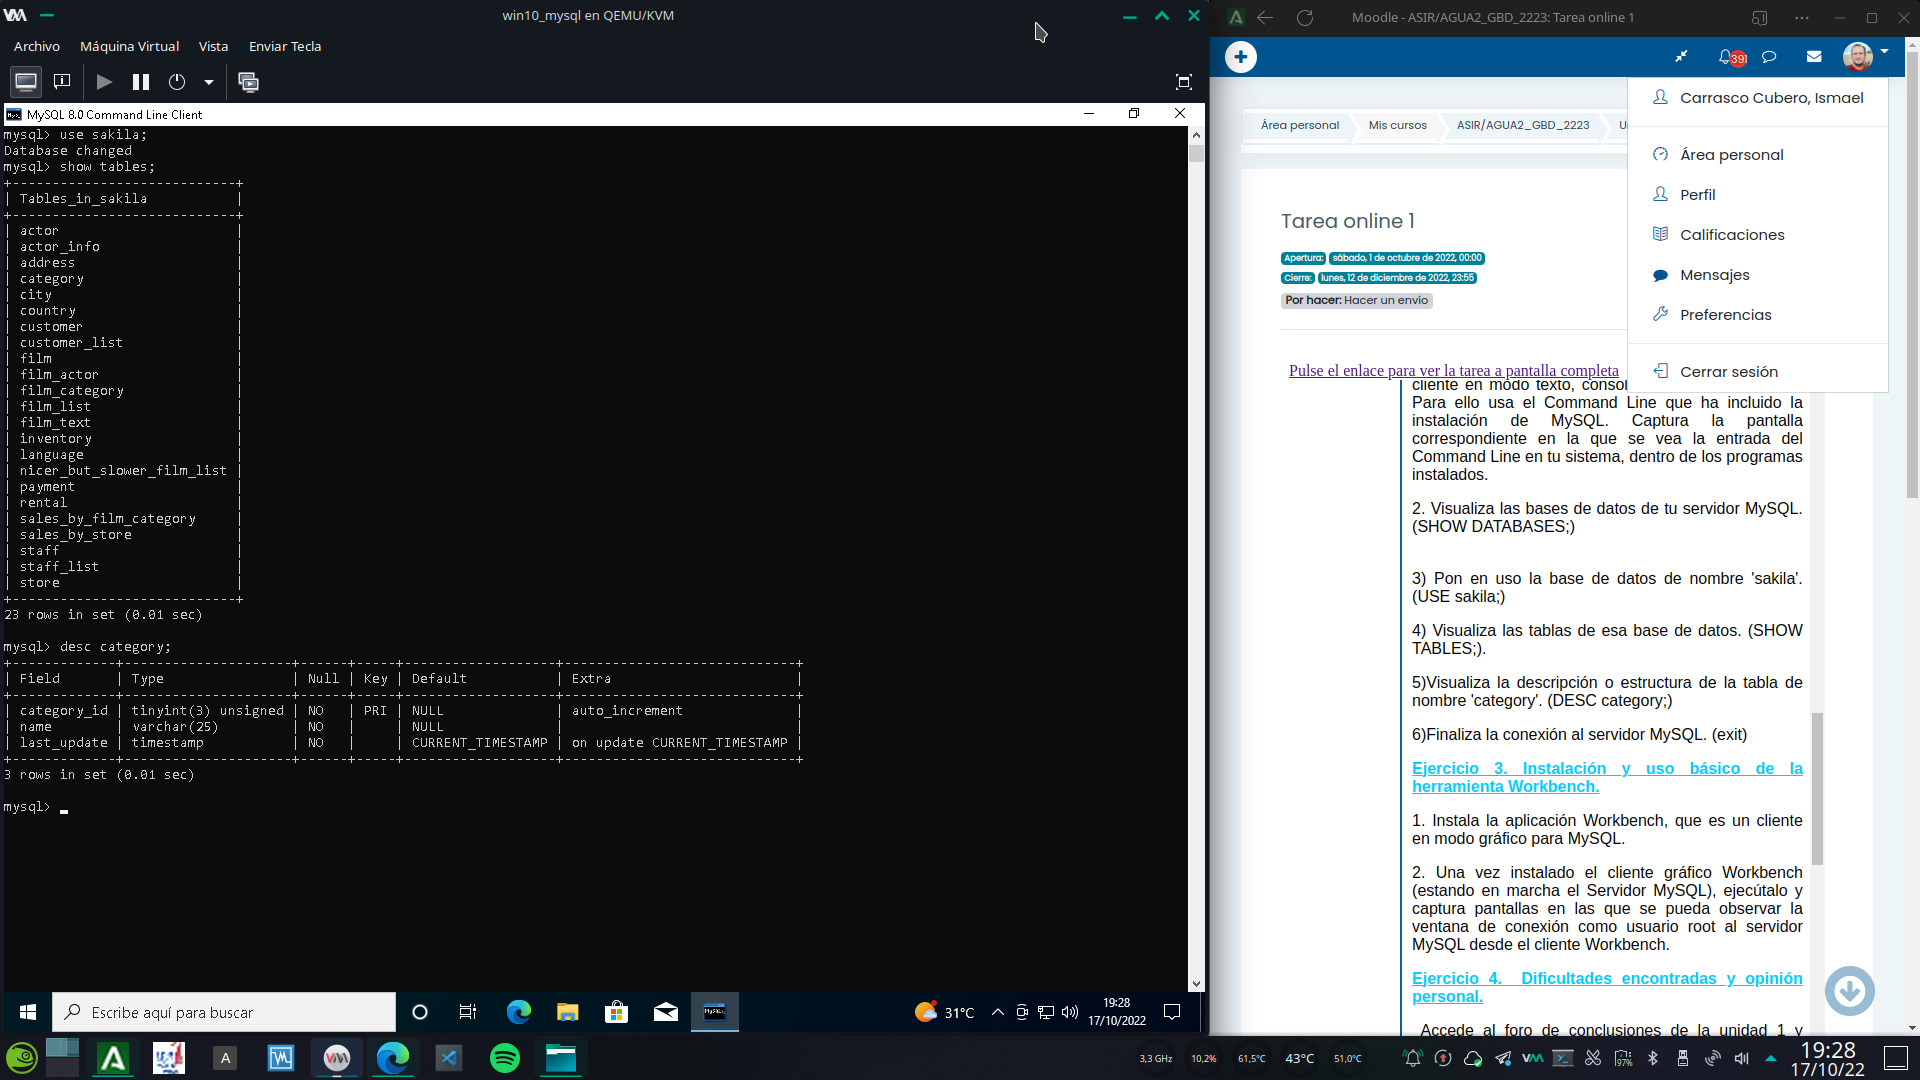 win10_mysql en QEMU/KVM
Archivo Máquina Virtual Vista Enviar Tecla
MySQL 8.0 Command Line Client
mysql> use sakila;
Database changed
mysql> show tables;
+----------------------------+
| Tables_in_sakila           |
+----------------------------+
| actor                      |
| actor_info                 |
| address                    |
| category                   |
| city                       |
| country                    |
| customer                   |
| customer_list              |
| film                       |
| film_actor                 |
| film_category              |
| film_list                  |
| film_text                  |
| inventory                  |
| language                   |
| nicer_but_slower_film_list |
| payment                    |
| rental                     |
| sales_by_film_category     |
| sales_by_store             |
| staff                      |
| staff_list                 |
| store                      |
+----------------------------+
23 rows in set (0.01 sec)
mysql> desc category;
+-------------+---------------------+------+-----+-------------------+-----------------------------+
| Field       | Type                | Null | Key | Default           | Extra                       |
+-------------+---------------------+------+-----+-------------------+-----------------------------+
| category_id | tinyint(3) unsigned | NO   | PRI | NULL              | auto_increment              |
| name        | varchar(25)         | NO   |     | NULL              |                             |
| last_update | timestamp           | NO   |     | CURRENT_TIMESTAMP | on update CURRENT_TIMESTAMP |
+-------------+---------------------+------+-----+-------------------+-----------------------------+
3 rows in set (0.01 sec)
mysql> _
Escribe aquí para buscar
MySQL
31°C
19:28
17/10/2022
Moodle - ASIR/AGUA2_GBD_2223: Tarea online 1
391
Área personal Mis cursos ASIR/AGUA2_GBD_2223
Carrasco Cubero, Ismael
Área personal
Perfil
Calificaciones
Mensajes
Preferencias
Cerrar sesión
Tarea online 1
Apertura: sábado, 1 de octubre de 2022, 00:00
Cierre: lunes, 12 de diciembre de 2022, 23:55
Por hacer: Hacer un envío
Pulse el enlace para ver la tarea a pantalla completa
cliente en modo texto, consol
Para ello usa el Command Line que ha incluido la
instalación de MySQL. Captura la pantalla
correspondiente en la que se vea la entrada del
Command Line en tu sistema, dentro de los programas
instalados.
2. Visualiza las bases de datos de tu servidor MySQL.
(SHOW DATABASES;)
3) Pon en uso la base de datos de nombre 'sakila'.
(USE sakila;)
4) Visualiza las tablas de esa base de datos. (SHOW
TABLES;).
5)Visualiza la descripción o estructura de la tabla de
nombre 'category'. (DESC category;)
6)Finaliza la conexión al servidor MySQL. (exit)
Ejercicio 3. Instalación y uso básico de la
herramienta Workbench.
1. Instala la aplicación Workbench, que es un cliente
en modo gráfico para MySQL.
2. Una vez instalado el cliente gráfico Workbench
(estando en marcha el Servidor MySQL), ejecútalo y
captura pantallas en las que se pueda observar la
ventana de conexión como usuario root al servidor
MySQL desde el cliente Workbench.
Ejercicio 4. Dificultades encontradas y opinión
personal.
Accede al foro de conclusiones de la unidad 1 y
3,3 GHz 10,2% 61,5°C 43°C 51,0°C
97%
19:28
17/10/22